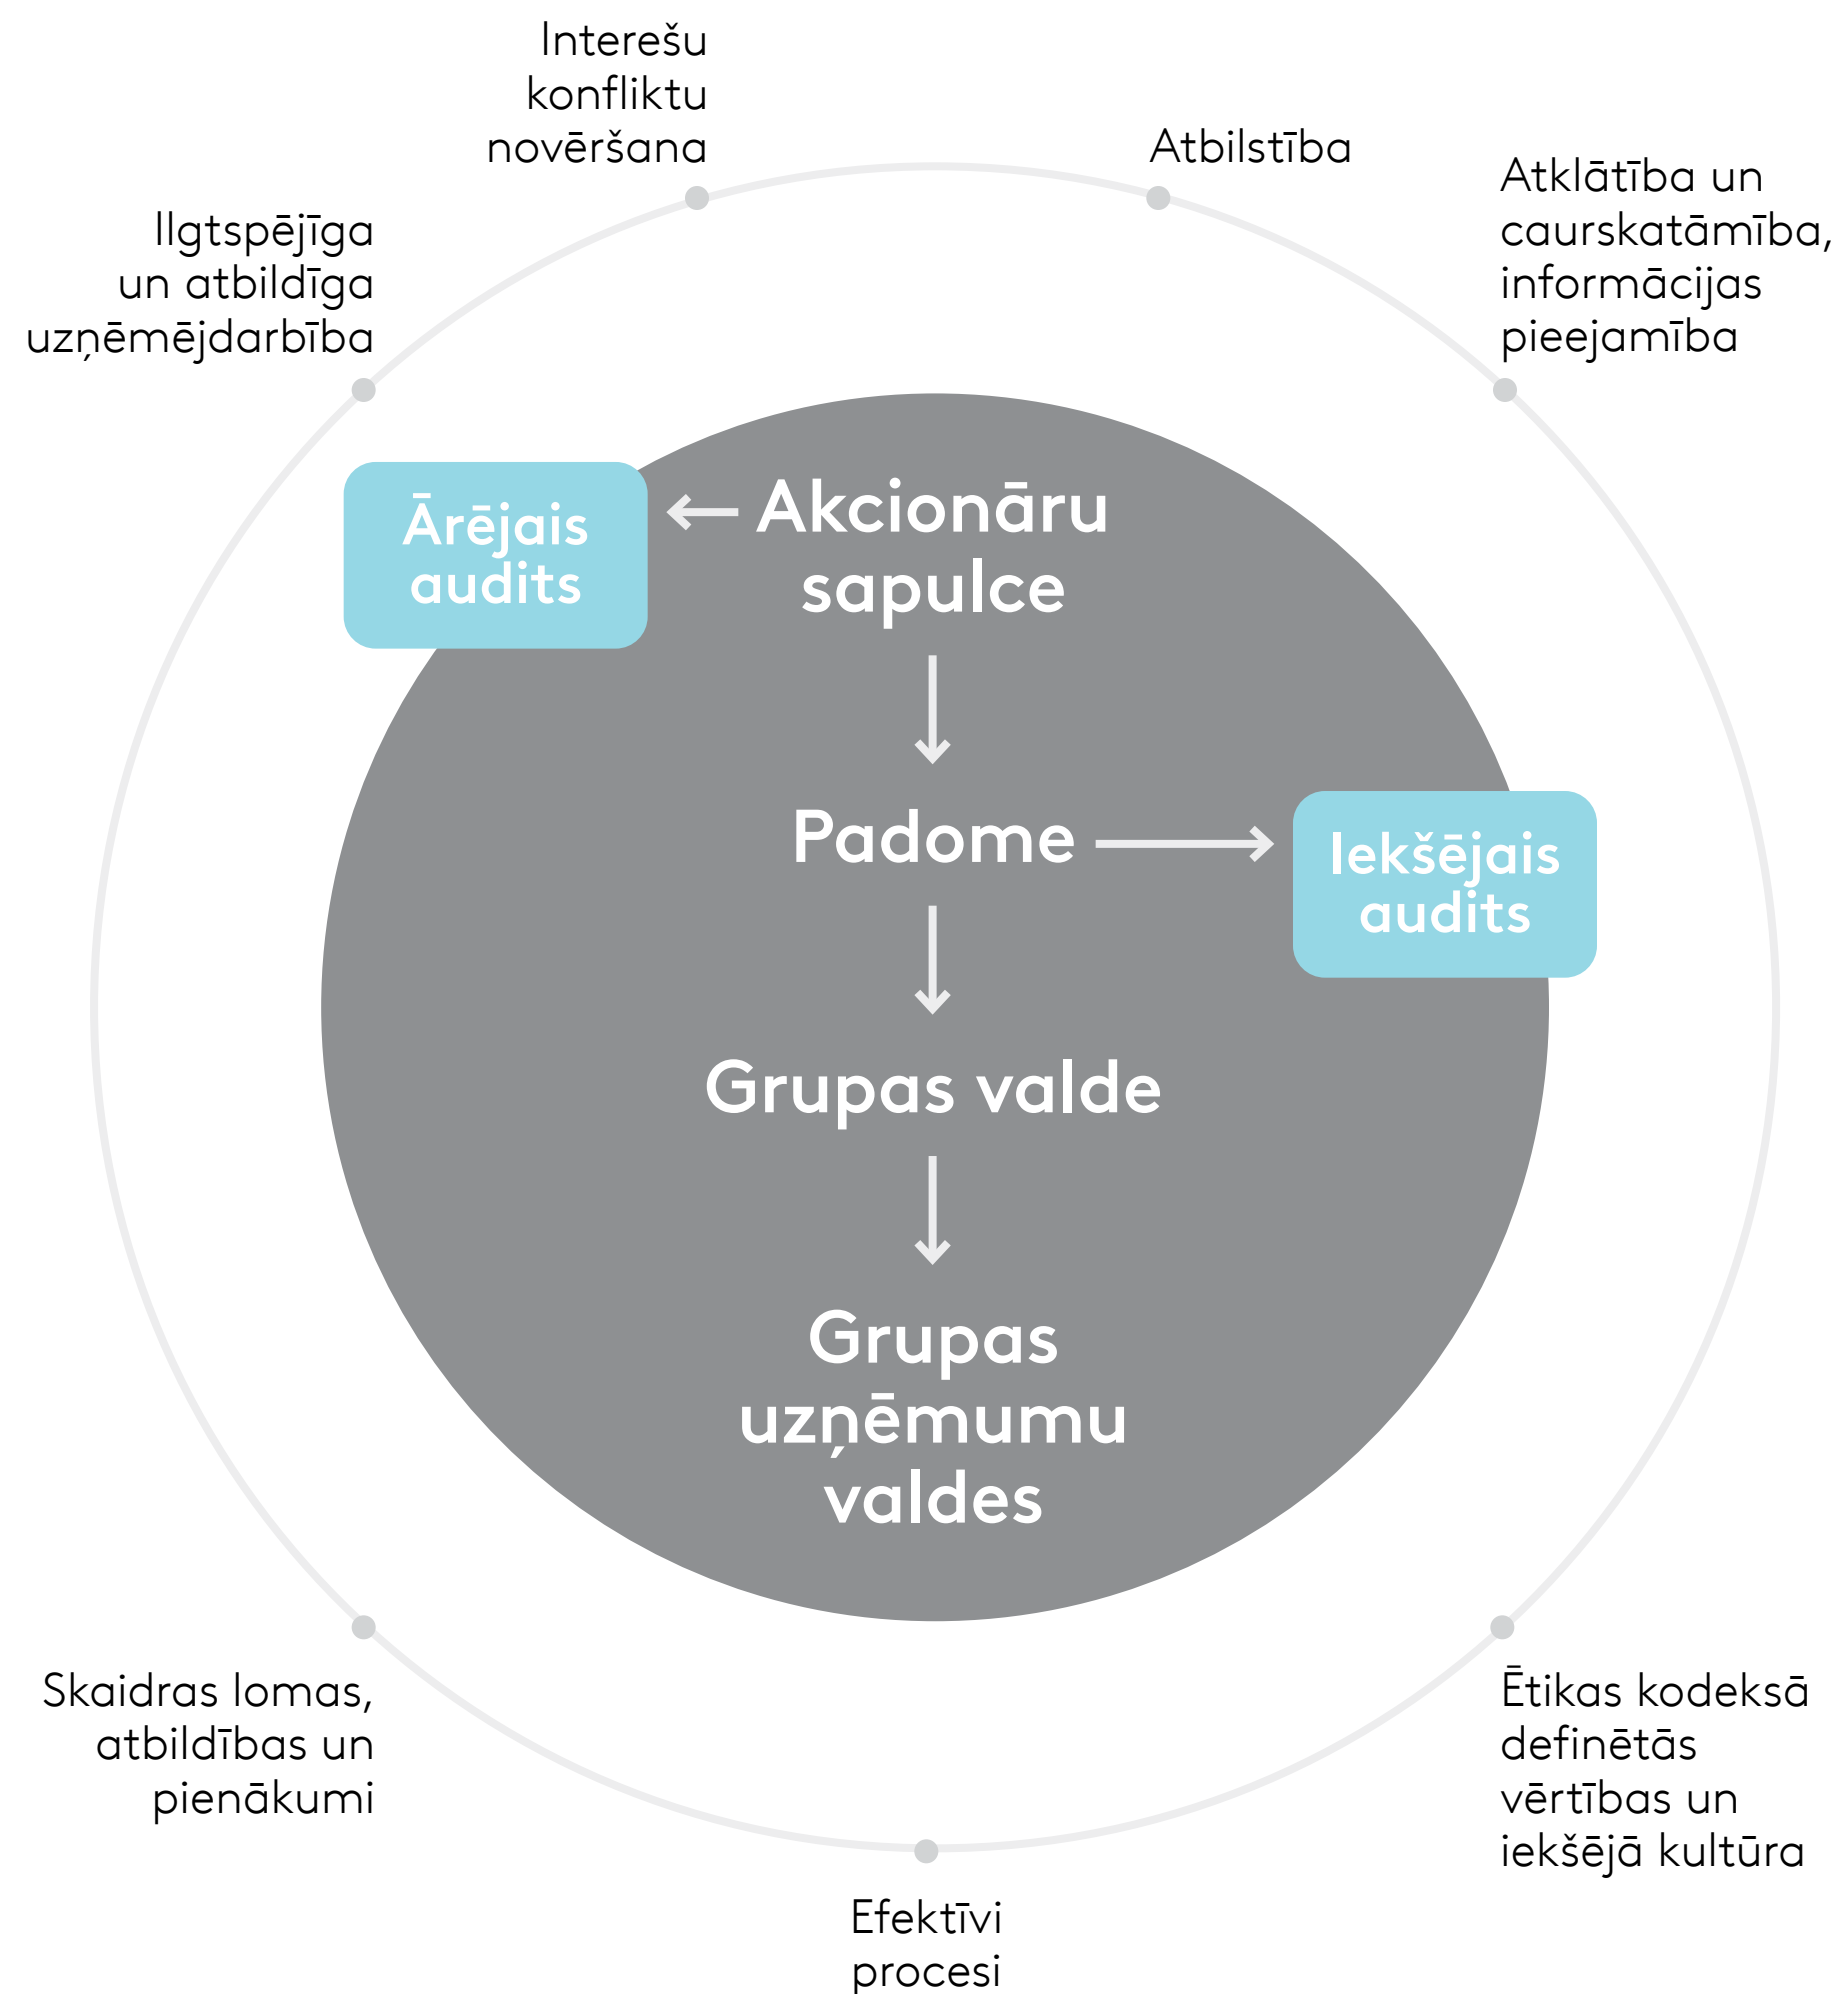 Interešu
konfliktu
novēršana
Atbilstība
Atklātība un
caurskatāmība,
informācijas
pieejamība
Ilgtspējīga
un atbildīga
uzņēmējdarbība
Ārējais
audits
Akcionāru
sapulce
Padome
Iekšējais
audits
Grupas valde
Grupas
uzņēmumu
valdes
Skaidras lomas,
atbildības un
pienākumi
Ētikas kodeksā
definētās
vērtības un
iekšējā kultūra
Efektīvi
procesi